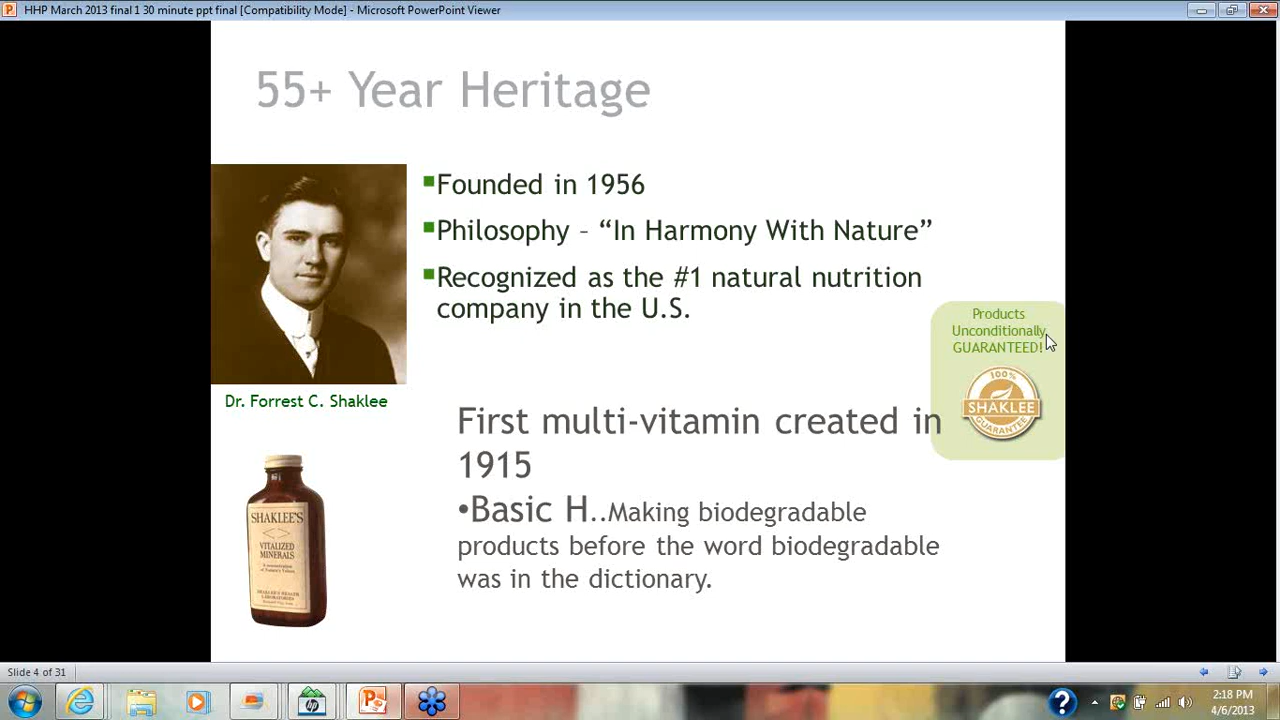 HHP March 2013 final 1 30 minute ppt final [Compatibility Mode] - Microsoft PowerPoint Viewer
55+ Year Heritage
▪Founded in 1956
▪Philosophy – “In Harmony With Nature”
▪Recognized as the #1 natural nutrition
company in the U.S.
Products
Unconditionally
GUARANTEED!
100%
SHAKLEE
GUARANTEE
Dr. Forrest C. Shaklee
First multi-vitamin created in
1915
•Basic H..Making biodegradable
products before the word biodegradable
was in the dictionary.
SHAKLEE'S
VITALIZED
MINERALS
Slide 4 of 31
hp
2:18 PM
4/6/2013